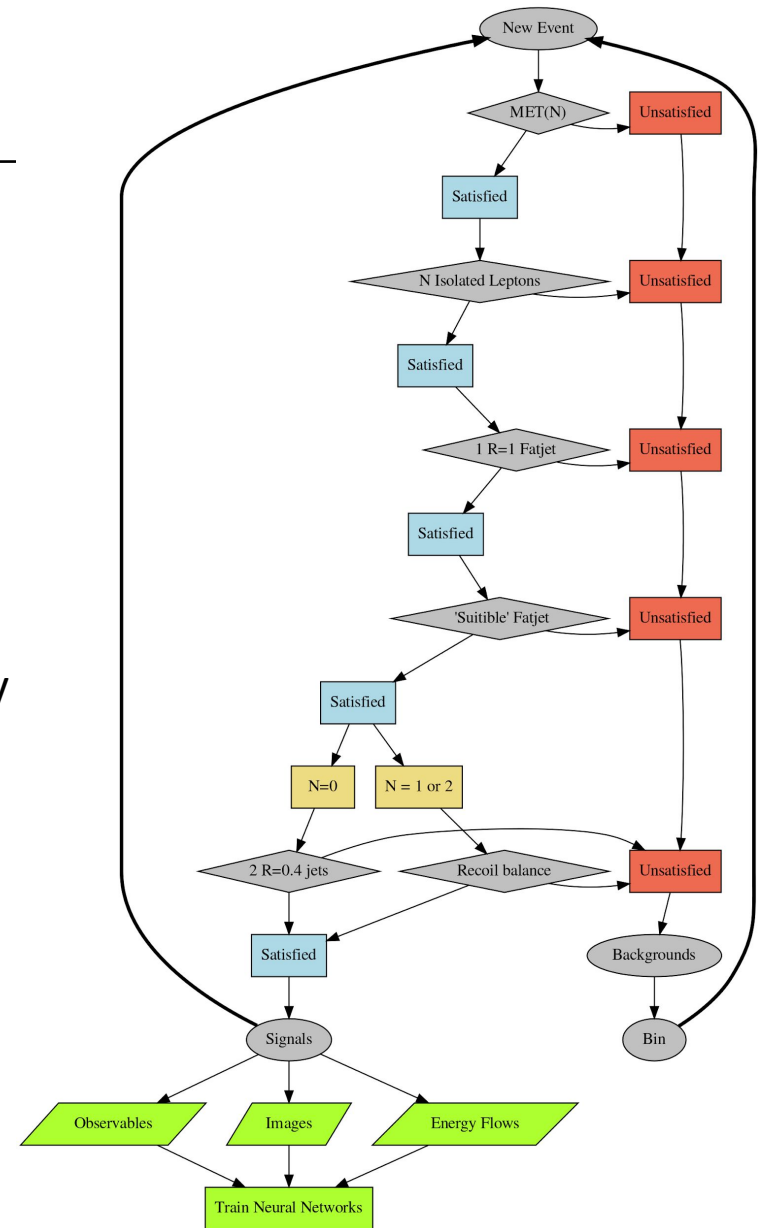 New Event
MET(N)
Unsatisfied
Satisfied
N Isolated Leptons
Unsatisfied
Satisfied
1 R=1 Fatjet
Unsatisfied
Satisfied
'Suitible' Fatjet
Unsatisfied
Satisfied
N=0
N = 1 or 2
2 R=0.4 jets
Recoil balance
Unsatisfied
Satisfied
Backgrounds
Signals
Bin
Observables
Images
Energy Flows
Train Neural Networks